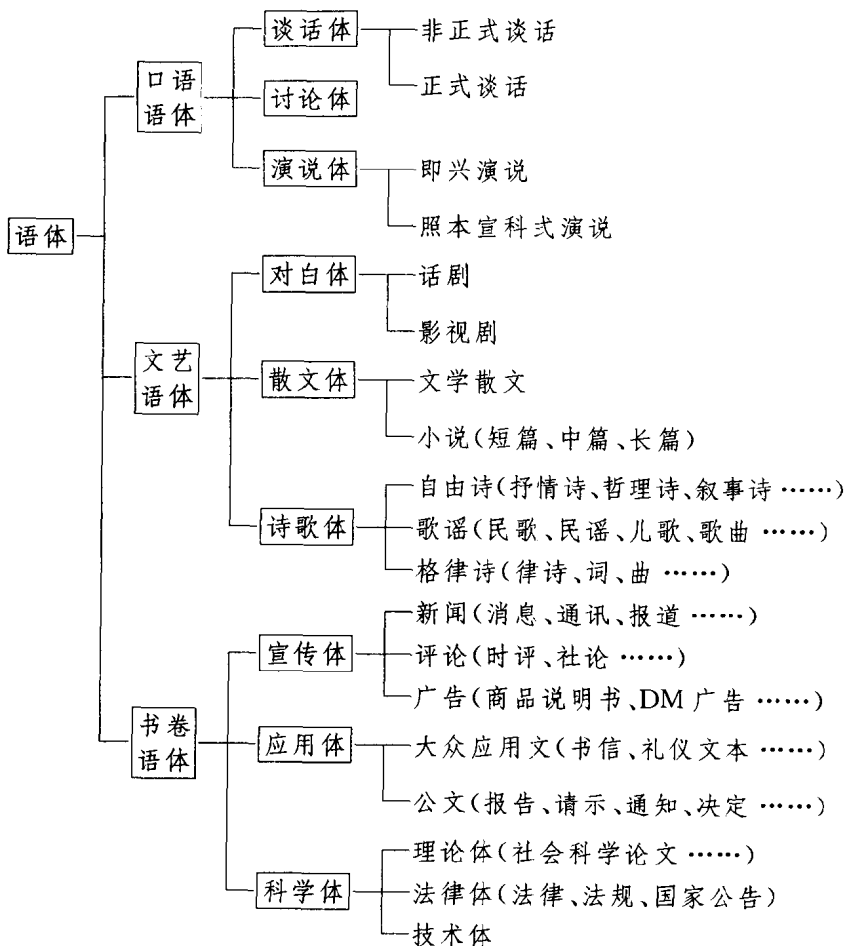 语体
口语
语体
谈话体
非正式谈话
正式谈话
讨论体
演说体
即兴演说
照本宣科式演说
文艺
语体
对白体
话剧
影视剧
散文体
文学散文
小说(短篇、中篇、长篇)
诗歌体
自由诗(抒情诗、哲理诗、叙事诗……)
歌谣(民歌、民谣、儿歌、歌曲……)
格律诗(律诗、词、曲……)
书卷
语体
宣传体
新闻(消息、通讯、报道……)
评论(时评、社论……)
广告(商品说明书、DM广告……)
应用体
大众应用文(书信、礼仪文本……)
公文(报告、请示、通知、决定……)
科学体
理论体(社会科学论文……)
法律体(法律、法规、国家公告)
技术体